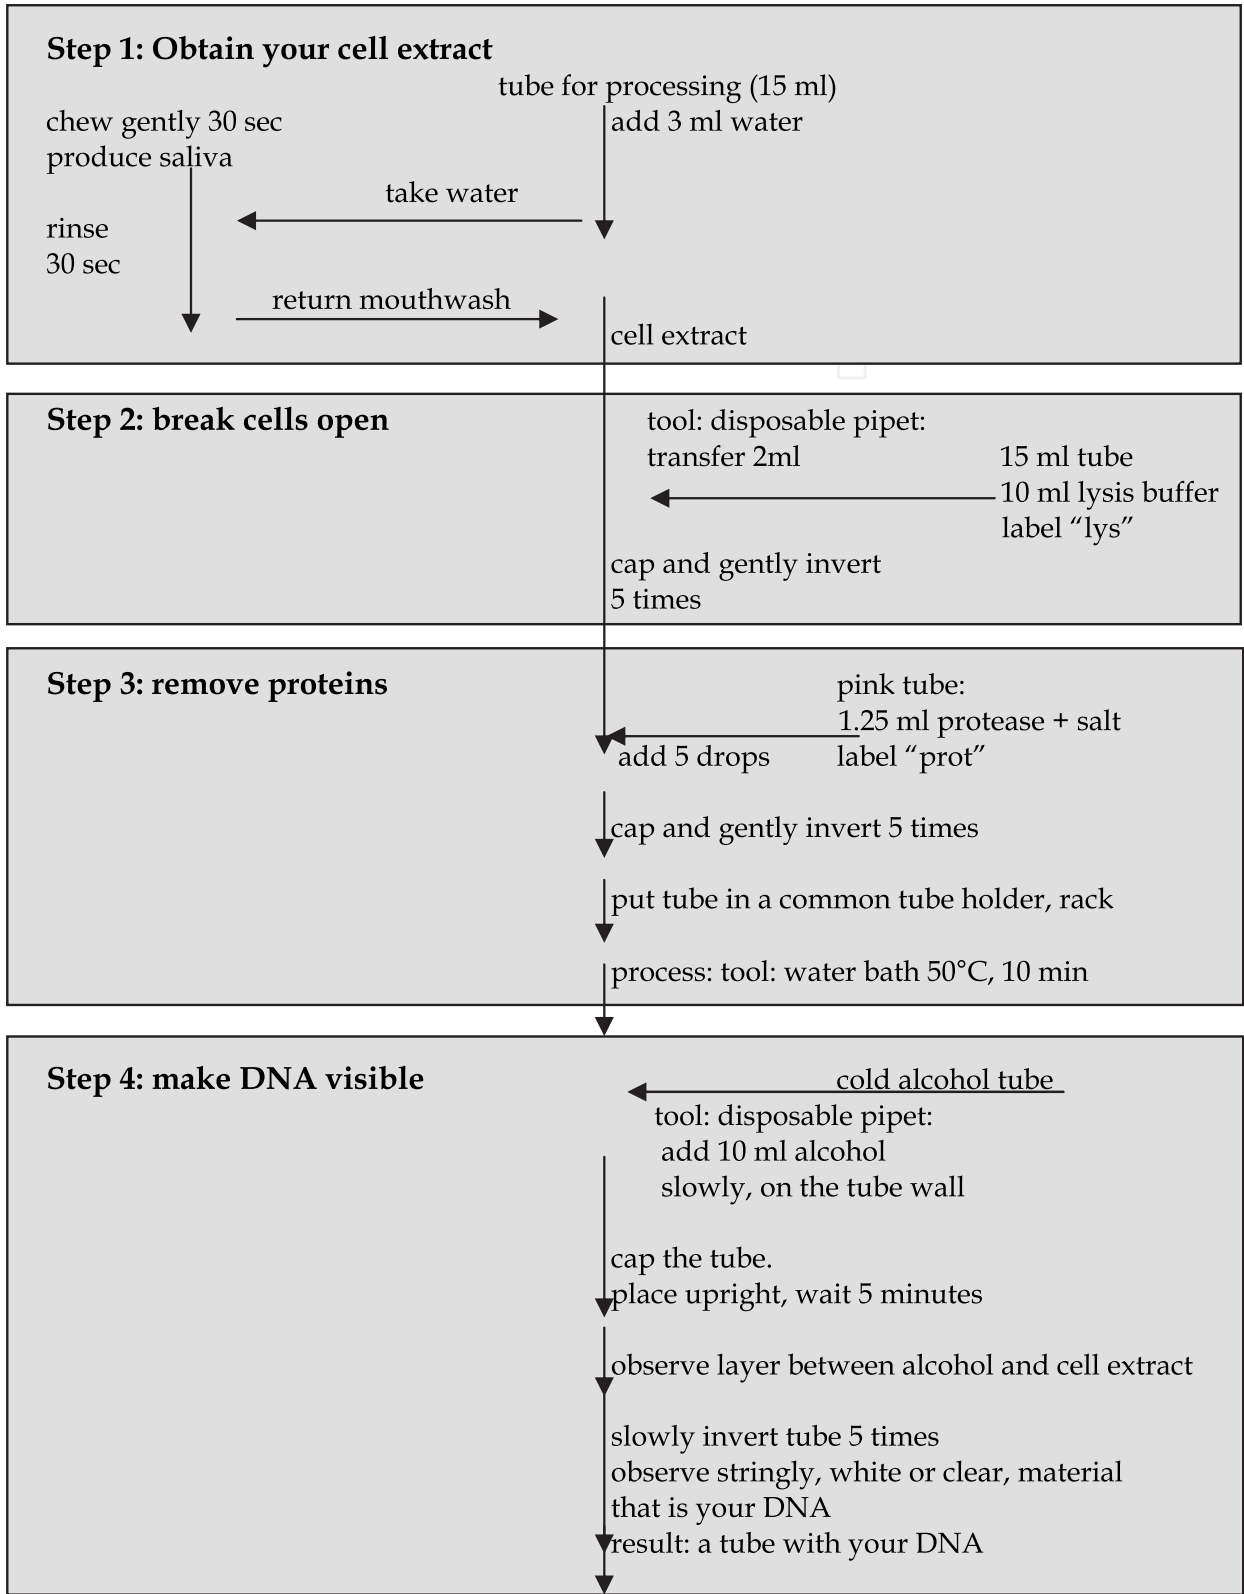 Step 1: Obtain your cell extract
tube for processing (15 ml)
chew gently 30 sec
add 3 ml water
produce saliva
take water
rinse
30 sec
return mouthwash
cell extract
Step 2: break cells open
tool: disposable pipet:
transfer 2ml
15 ml tube
10 ml lysis buffer
label “lys”
cap and gently invert
5 times
Step 3: remove proteins
pink tube:
1.25 ml protease + salt
add 5 drops
label “prot”
cap and gently invert 5 times
put tube in a common tube holder, rack
process: tool: water bath 50°C, 10 min
Step 4: make DNA visible
cold alcohol tube
tool: disposable pipet:
add 10 ml alcohol
slowly, on the tube wall
cap the tube.
place upright, wait 5 minutes
observe layer between alcohol and cell extract
slowly invert tube 5 times
observe stringly, white or clear, material
that is your DNA
result: a tube with your DNA